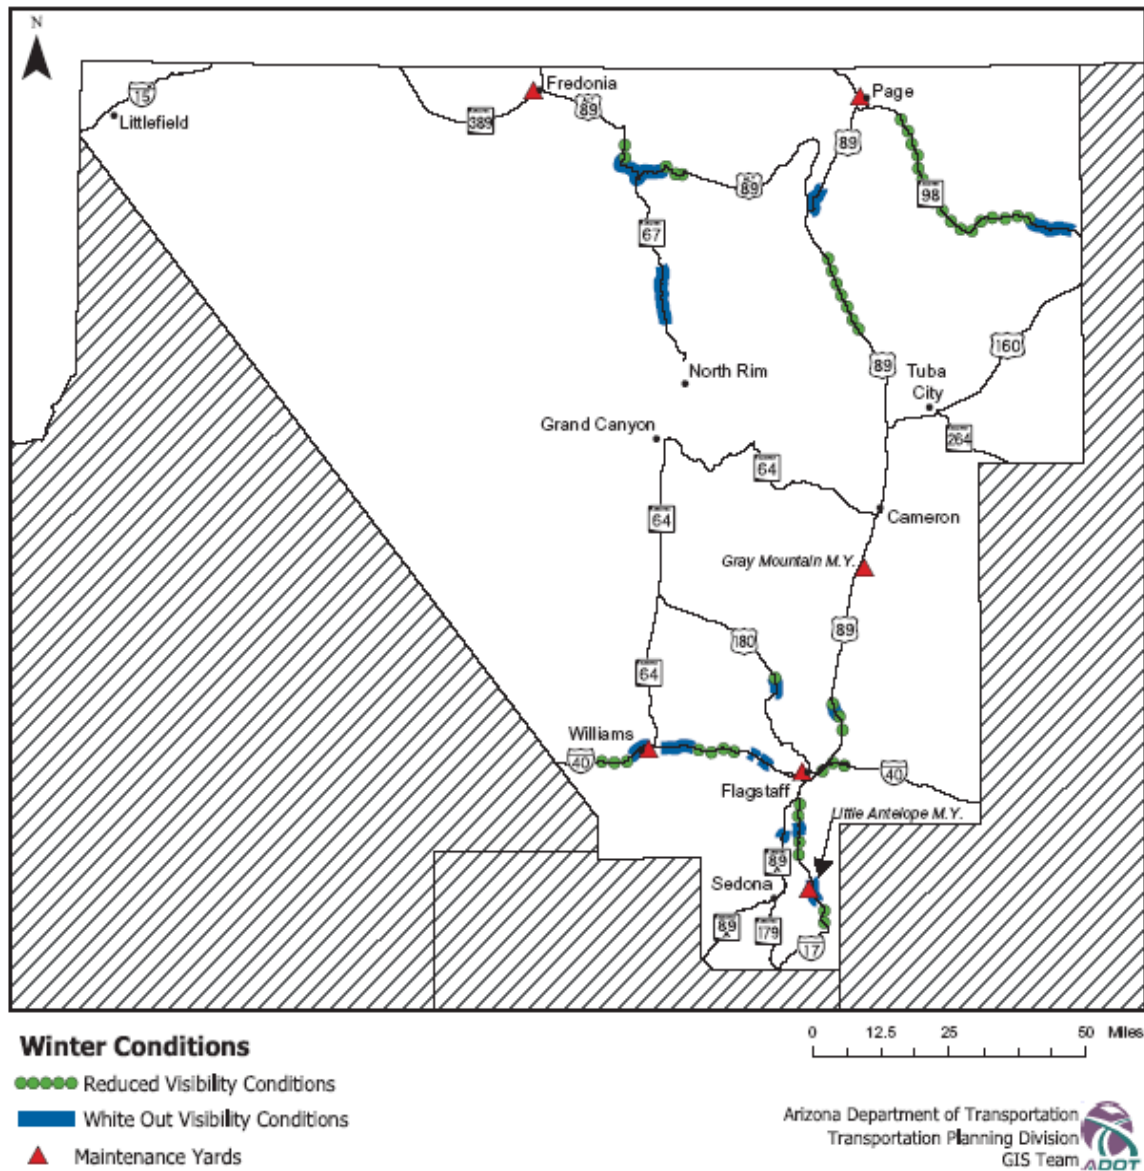 N
15
Littlefield
389
Fredonia
89
Page
89
89
98
67
North Rim
89
160
Tuba
City
264
Grand Canyon
64
64
Cameron
Gray Mountain M.Y.
180
89
64
Williams
40
Flagstaff
40
Little Antelope M.Y.
89
A
Sedona
89
A
179
17
Winter Conditions
Reduced Visibility Conditions
White Out Visibility Conditions
Maintenance Yards
0 12.5 25 50 Miles
Arizona Department of Transportation
Transportation Planning Division
GIS Team
ADOT